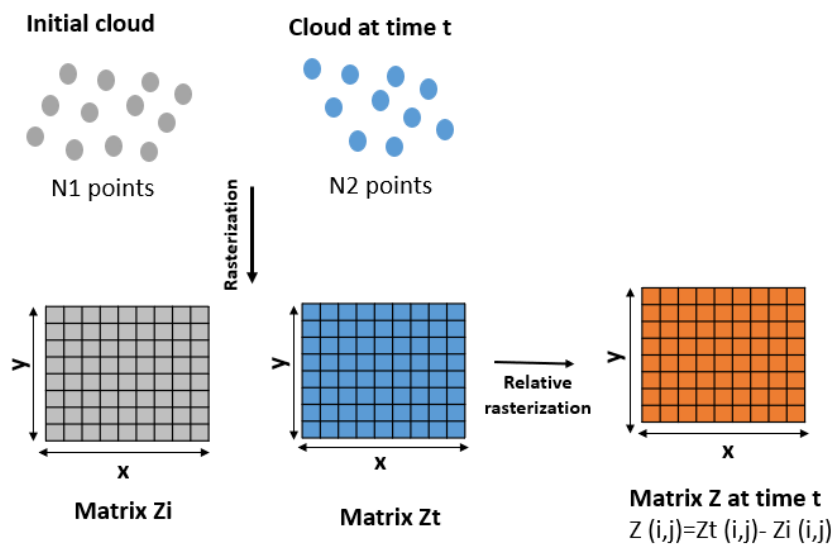 Initial cloud
Cloud at time t
N1 points
N2 points
Rasterization
y
x
Matrix Zi
y
x
Matrix Zt
Relative
rasterization
y
x
Matrix Z at time t
Z (i,j)=Zt (i,j)- Zi (i,j)